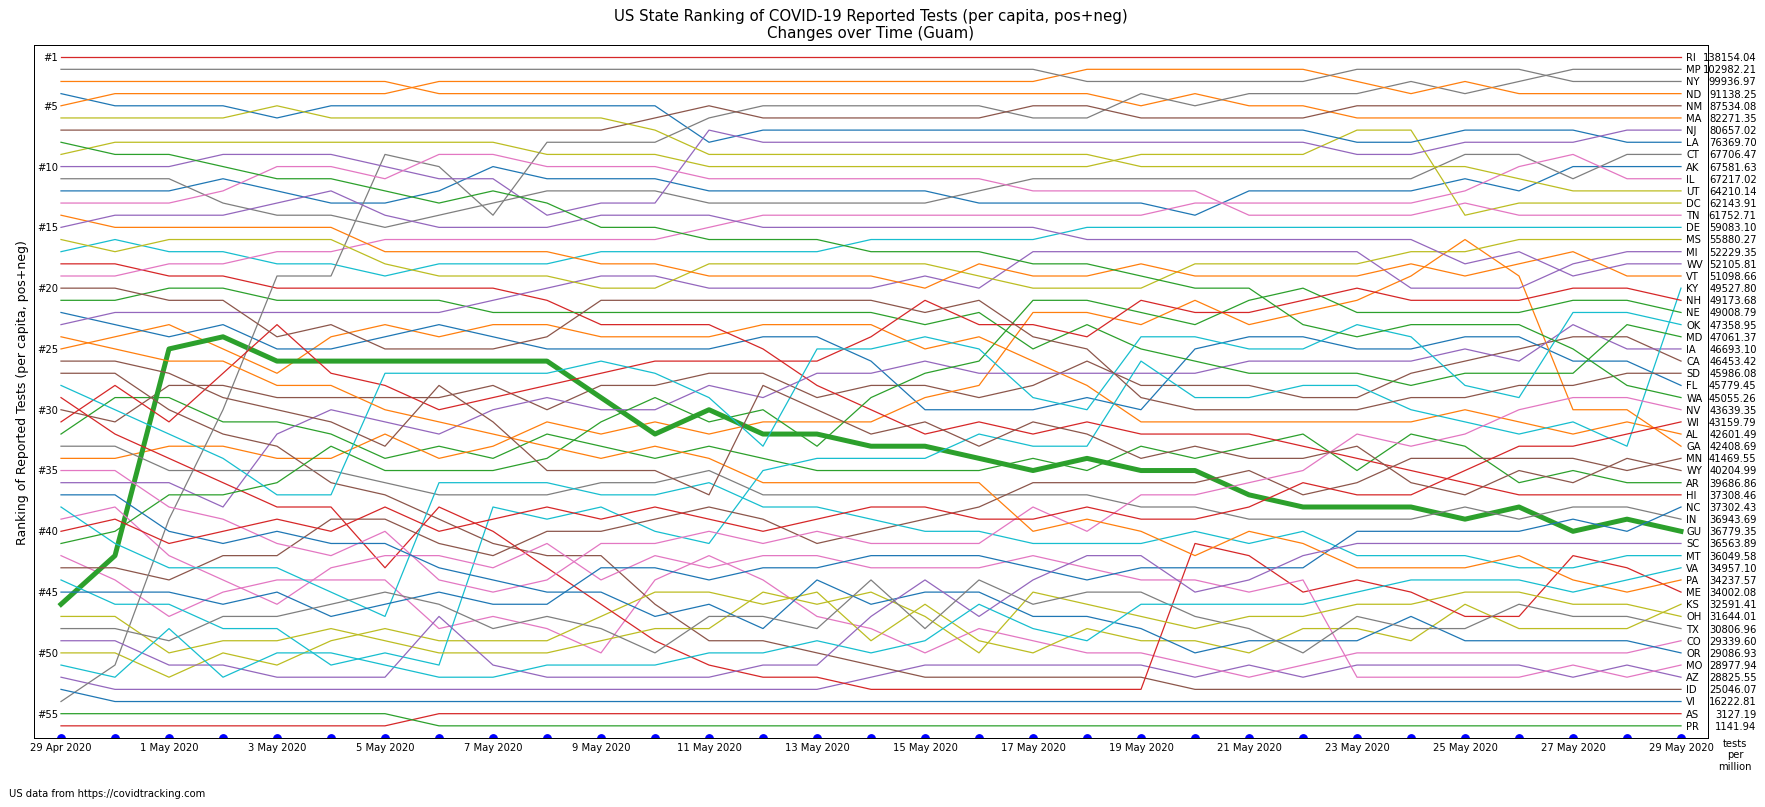 US State Ranking of COVID-19 Reported Tests (per capita, pos+neg)
Changes over Time (Guam)
Ranking of Reported Tests (per capita, pos+neg)
#1
#5
#10
#15
#20
#25
#30
#35
#40
#45
#50
#55
RI 138154.04
MP 102982.21
NY 99936.97
ND 91138.25
NM 87534.08
MA 82271.35
NJ 80657.02
LA 76369.70
CT 67706.47
AK 67581.63
IL 67217.02
UT 64210.14
DC 62143.91
TN 61752.71
DE 59083.10
MS 55880.27
MI 52229.35
WV 52105.81
VT 51098.66
KY 49527.80
NH 49173.68
NE 49008.79
OK 47358.95
MD 47061.37
IA 46693.10
CA 46453.42
SD 45986.08
FL 45779.45
WA 45055.26
NV 43639.35
WI 43159.79
AL 42601.49
GA 42408.69
MN 41469.55
WY 40204.99
AR 39686.86
HI 37308.46
NC 37302.43
IN 36943.69
GU 36779.35
SC 36563.89
MT 36049.58
VA 34957.10
PA 34237.57
ME 34002.08
KS 32591.41
OH 31644.01
TX 30806.96
CO 29339.60
OR 29086.93
MO 28977.94
AZ 28825.55
ID 25046.07
VI 16222.81
AS 3127.19
PR 1141.94
29 Apr 2020 1 May 2020 3 May 2020 5 May 2020 7 May 2020 9 May 2020 11 May 2020 13 May 2020 15 May 2020 17 May 2020 19 May 2020 21 May 2020 23 May 2020 25 May 2020 27 May 2020 29 May 2020
tests
per
million
US data from https://covidtracking.com